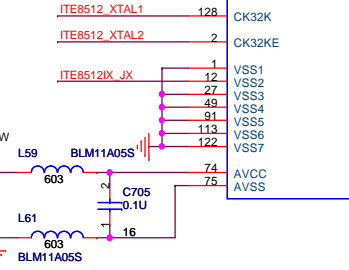 ITE8512_XTAL1 128 CK32K
ITE8512_XTAL2 2 CK32KE
1 VSS1
ITE8512IX_JX 12 VSS2
27 VSS3
49 VSS4
91 VSS5
113 VSS6
122 VSS7
W
L59 BLM11A05S
603
74 AVCC
75 AVSS
2 C705
0.1U
1 16
L61
603
BLM11A05S